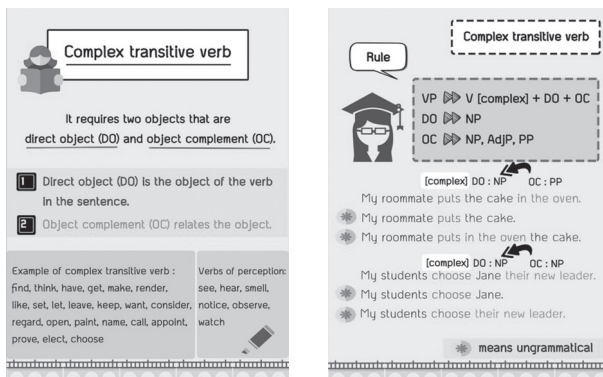 Complex transitive verb
It requires two objects that are
direct object (DO) and object complement (OC).
1 Direct object (DO) is the object of the verb
in the sentence.
2 Object complement (OC) relates the object.
Example of complex transitive verb :
find, think, have, get, make, render,
like, set, let, leave, keep, want, consider,
regard, open, paint, name, call, appoint,
prove, elect, choose
Verbs of perception:
see, hear, smell,
notice, observe,
watch
Complex transitive verb
Rule
VP V [complex] + DO + OC
DO NP
OC NP, AdjP, PP
[complex] DO : NP OC : PP
My roommate puts the cake in the oven.
My roommate puts the cake.
My roommate puts in the oven the cake.
[complex] DO : NP OC : NP
My students choose Jane their new leader.
My students choose Jane.
My students choose their new leader.
means ungrammatical